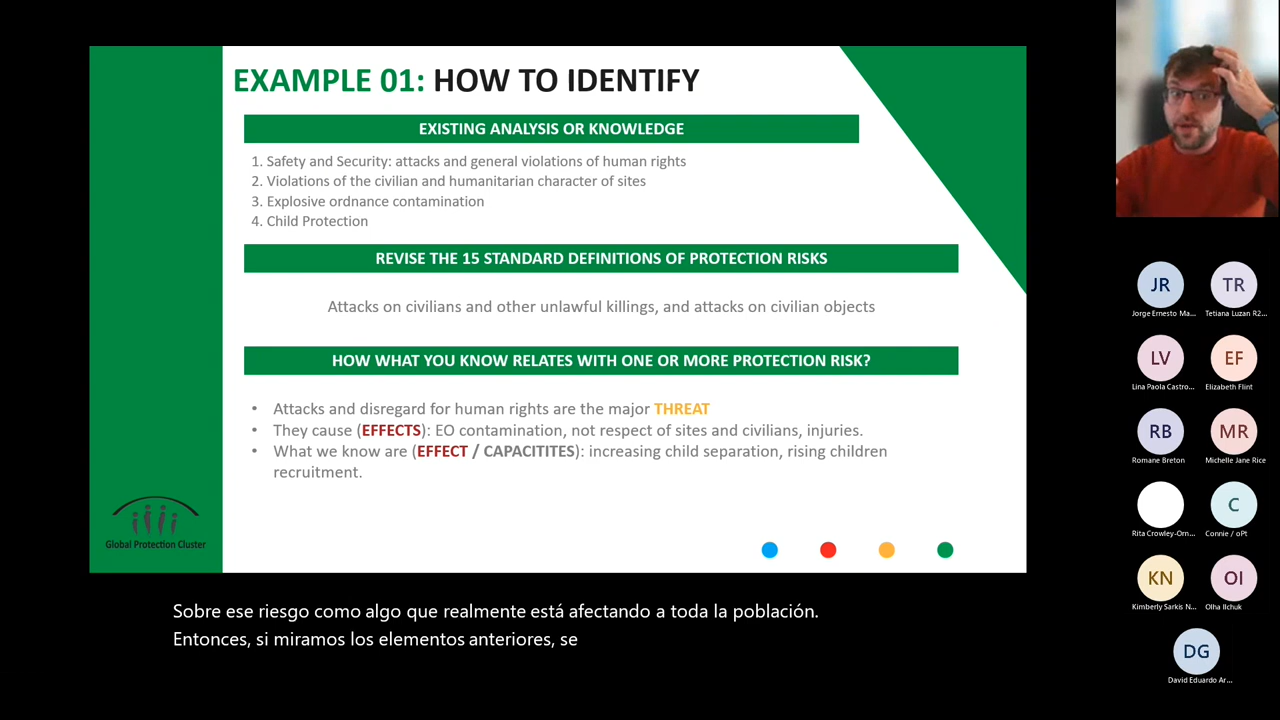 EXAMPLE 01: HOW TO IDENTIFY
EXISTING ANALYSIS OR KNOWLEDGE
1. Safety and Security: attacks and general violations of human rights
2. Violations of the civilian and humanitarian character of sites
3. Explosive ordnance contamination
4. Child Protection
REVISE THE 15 STANDARD DEFINITIONS OF PROTECTION RISKS
Attacks on civilians and other unlawful killings, and attacks on civilian objects
HOW WHAT YOU KNOW RELATES WITH ONE OR MORE PROTECTION RISK?
• Attacks and disregard for human rights are the major THREAT
• They cause (EFFECTS): EO contamination, not respect of sites and civilians, injuries.
• What we know are (EFFECT / CAPACITITES): increasing child separation, rising children
recruitment.
Global Protection Cluster
Sobre ese riesgo como algo que realmente está afectando a toda la población.
Entonces, si miramos los elementos anteriores, se
JR
TR
Jorge Ernesto Ma...
Tetiana Luzan R2...
LV
EF
Lina Paola Castro...
Elizabeth Flint
RB
MR
Romane Breton
Michelle Jane Rice
C
Rita Crowley-Orn...
Connie / oPt
KN
OI
Kimberly Sarkis N...
Olha Ilchuk
DG
David Eduardo Ar...